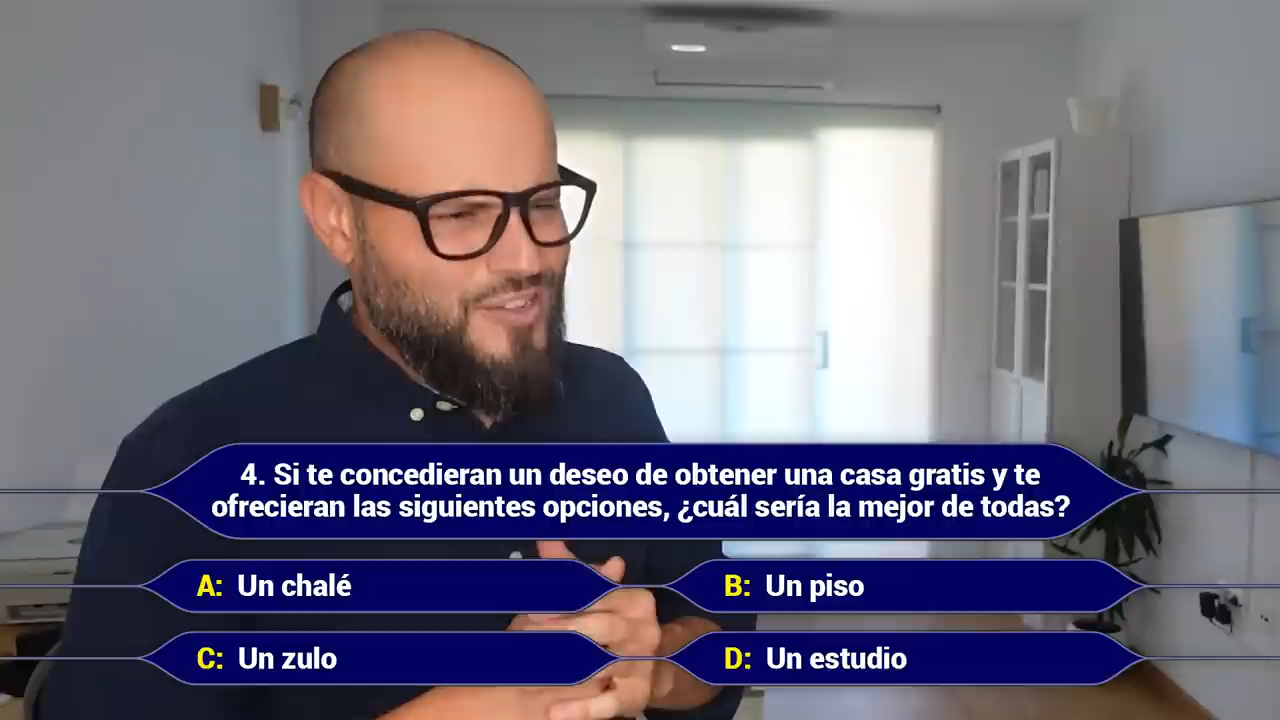 4. Si te concedieran un deseo de obtener una casa gratis y te
ofrecieran las siguientes opciones, ¿cuál sería la mejor de todas?
A: Un chalé
B: Un piso
C: Un zulo
D: Un estudio